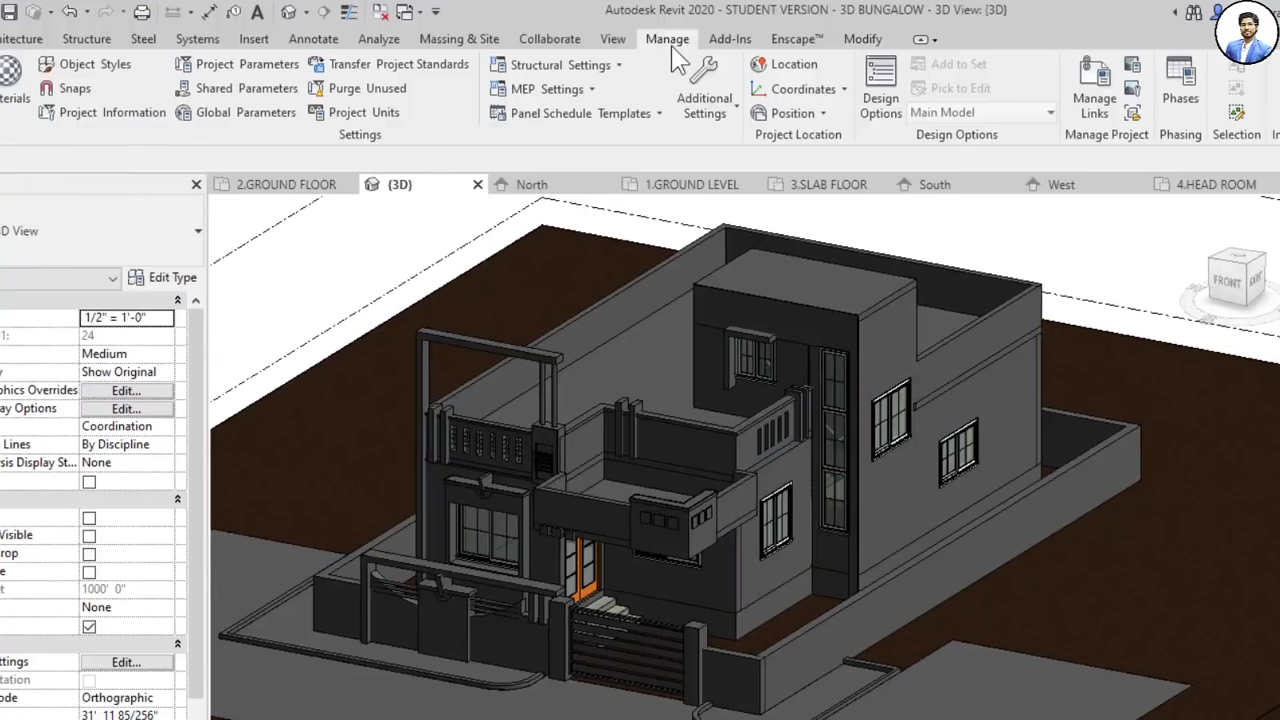 Autodesk Revit 2020 - STUDENT VERSION - 3D BUNGALOW - 3D View: {3D}
Structure Steel Systems Insert Annotate Analyze Massing & Site Collaborate View Manage Add-Ins Enscape™ Modify
Object Styles Project Parameters Transfer Project Standards Structural Settings Location Add to Set
Snaps Shared Parameters Purge Unused MEP Settings Coordinates Pick to Edit
Project Information Global Parameters Project Units Panel Schedule Templates Position Main Model
Additional Settings
Design Options
Manage Links
Phases
Settings Project Location Design Options Manage Project Phasing Selection
2.GROUND FLOOR {3D} North 1.GROUND LEVEL 3.SLAB FLOOR South West 4.HEAD ROOM
D View
Edit Type
1/2" = 1'-0"
1: 24
Medium
Show Original
Edit...
Edit...
Coordination
Lines By Discipline
None
1000' 0"
None
Edit...
Orthographic
31' 11 85/256"
FRONT